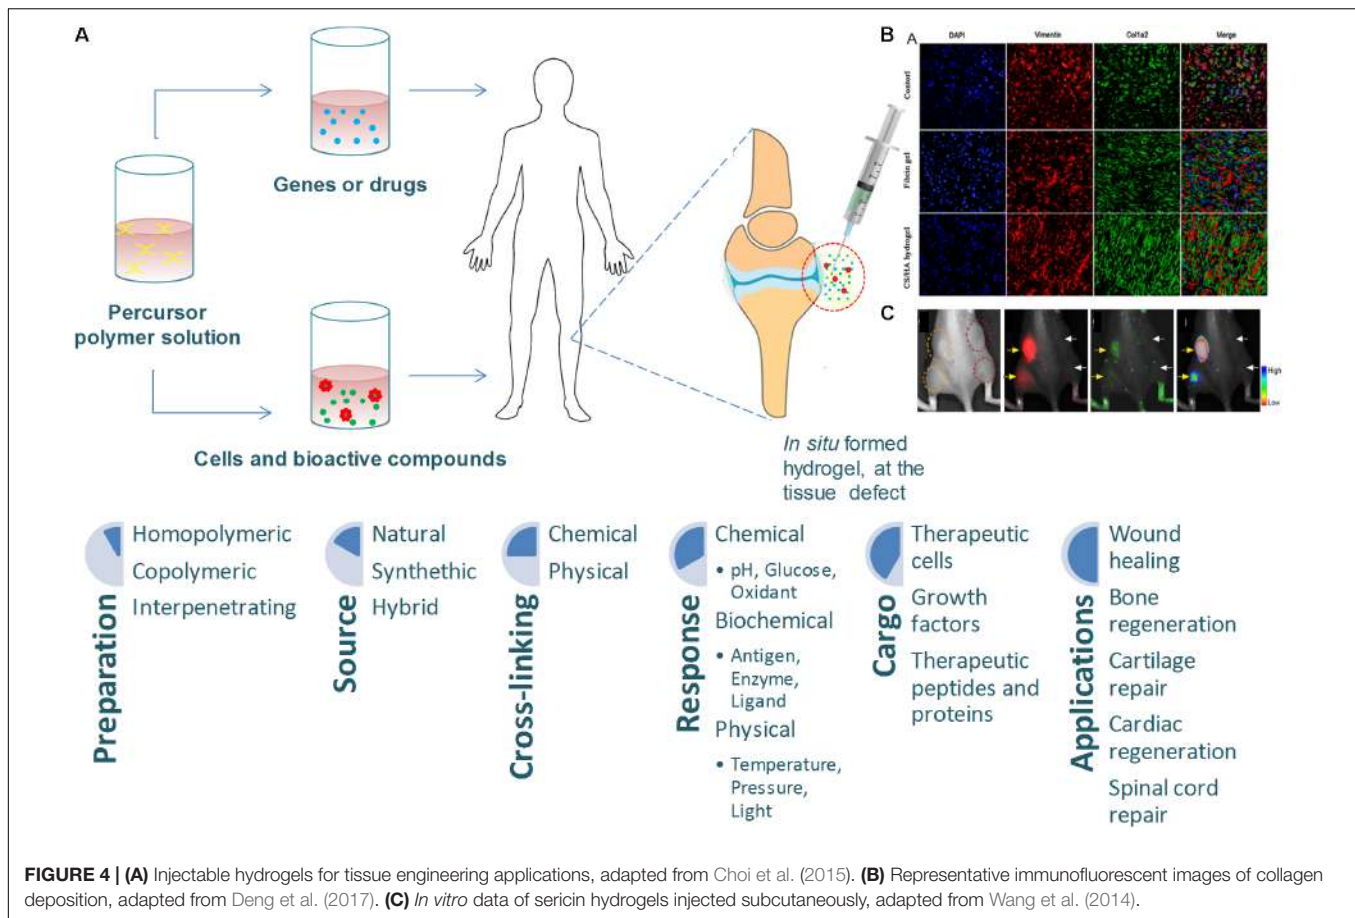 A
Genes or drugs
Percursor
polymer solution
Cells and bioactive compounds
In situ formed
hydrogel, at the
tissue defect
B
A
DAPI
Vimentin
Col1a2
Merge
Contorl
Fibrin gel
CS/HA hydrogel
C
High
Low
Preparation
Homopolymeric
Copolymeric
Interpenetrating
Source
Natural
Synthethic
Hybrid
Cross-linking
Chemical
Physical
Response
Chemical
• pH, Glucose,
Oxidant
Biochemical
• Antigen,
Enzyme,
Ligand
Physical
• Temperature,
Pressure,
Light
Cargo
Therapeutic
cells
Growth
factors
Therapeutic
peptides and
proteins
Applications
Wound
healing
Bone
regeneration
Cartilage
repair
Cardiac
regeneration
Spinal cord
repair
FIGURE 4 | (A) Injectable hydrogels for tissue engineering applications, adapted from Choi et al. (2015). (B) Representative immunofluorescent images of collagen
deposition, adapted from Deng et al. (2017). (C) In vitro data of sericin hydrogels injected subcutaneously, adapted from Wang et al. (2014).